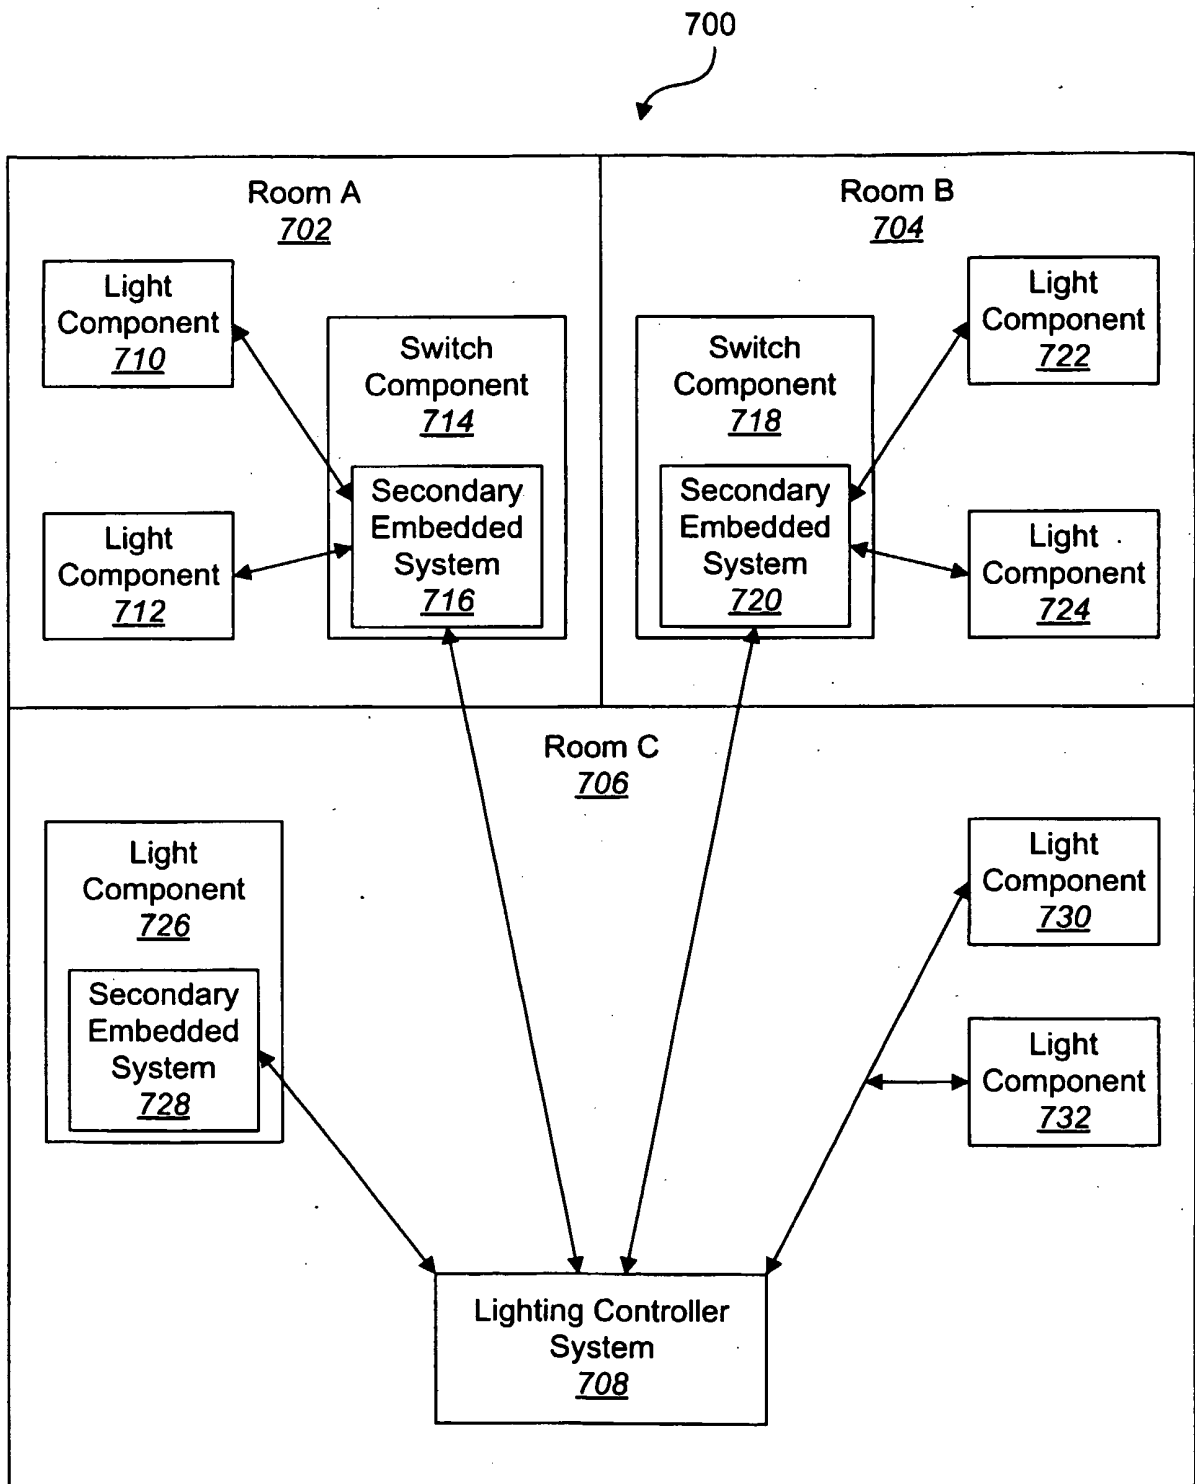 700
Room A
702
Light
Component
710
Light
Component
712
Switch
Component
714
Secondary
Embedded
System
716
Room B
704
Switch
Component
718
Secondary
Embedded
System
720
Light
Component
722
Light
Component
724
Room C
706
Light
Component
726
Secondary
Embedded
System
728
Light
Component
730
Light
Component
732
Lighting Controller
System
708